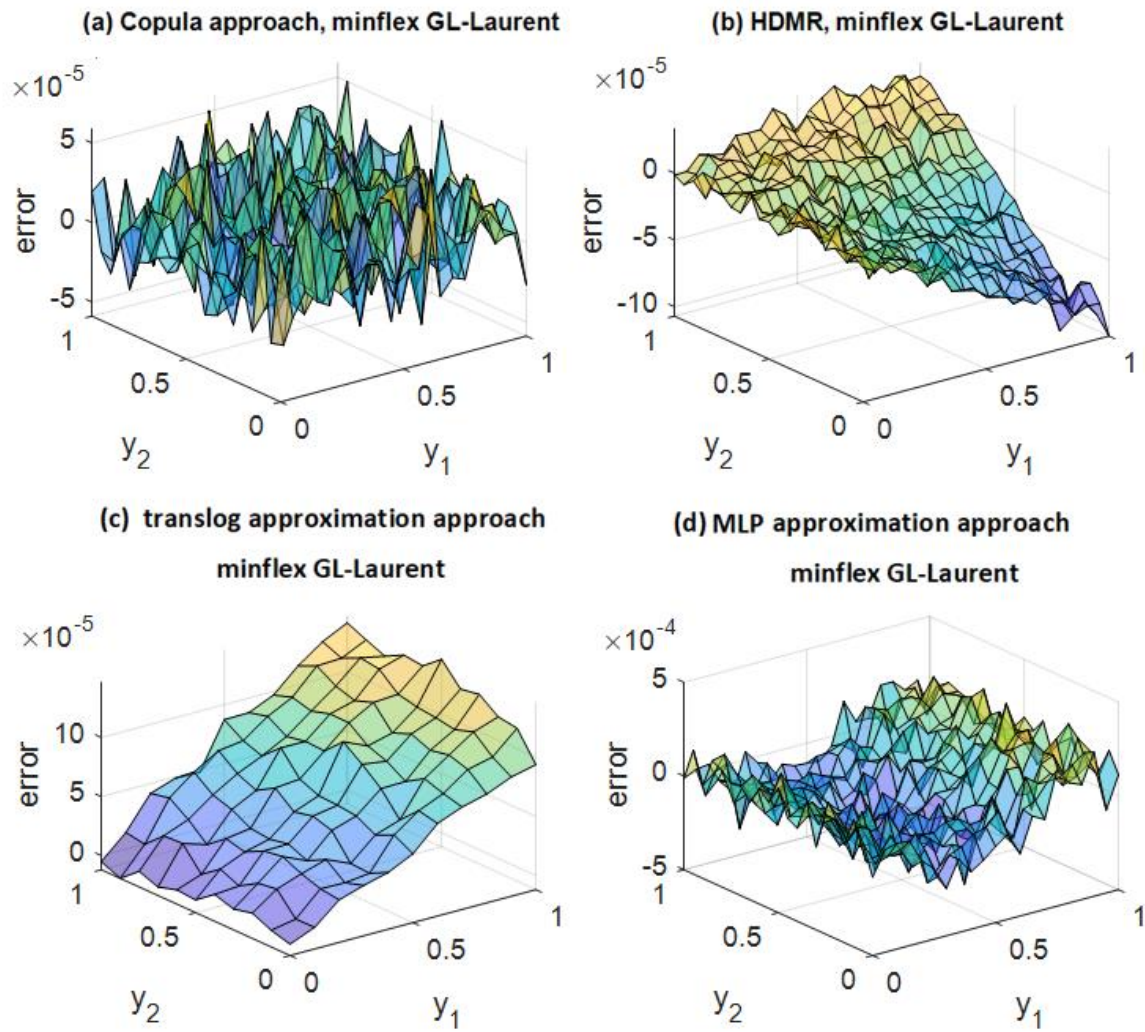 (a) Copula approach, minflex GL-Laurent
×10-5
5
0
-5
error
1
0.5
0
y2
0
0.5
1
y1
(b) HDMR, minflex GL-Laurent
×10-5
0
-5
-10
error
1
0.5
0
y2
0
0.5
1
y1
(c) translog approximation approach
minflex GL-Laurent
×10-5
10
5
0
error
1
0.5
0
y2
0
0.5
1
y1
(d) MLP approximation approach
minflex GL-Laurent
×10-4
5
0
-5
error
1
0.5
0
y2
0
0.5
1
y1